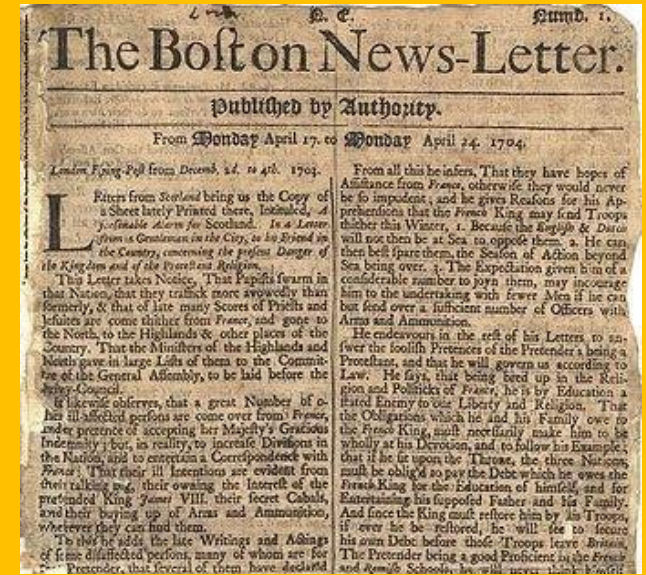 N. E. Numb. 1.
The Boſton News-Letter.
Publiſhed by Authority.
From Monday April 17. to Monday April 24. 1704.
London Flying-Poſt from Decemb. 2d. to 4th. 1703.
LEtters from Scotland bring us the Copy of
a Sheet lately Printed there, Intituled, A
ſeaſonable Alarm for Scotland. In a Letter
from a Gentleman in the City, to his Friend in
the Country, concerning the preſent Danger of
the Kingdom and of the Proteſtant Religion.
This Letter takes Notice, That Papiſts ſwarm in
that Nation, that they traffick more avowedly than
formerly, & that of late many Scores of Prieſts and
Jeſuites are come thither from France, and gone to
the North, to the Highlands & other places of the
Country. That the Miniſters of the Highlands and
North gave in large Liſts of them to the Commit-
tee of the General Aſſembly, to be laid before the
Privy-Council.
He likewiſe obſerves, that a great Number of o-
ther ill-affected perſons are come over from France,
under pretence of accepting her Majeſty's Gracious
Indemnity; but, in reality, to increaſe Diviſions in
the Nation, and to entertain a Correſpondence with
France: That their ill Intentions are evident from
their talking big, their owning the Intereſt of the
pretended King James VIII. their ſecret Cabals,
and their buying up of Arms and Ammunition,
wherever they can find them.
To this he adds the late Writings and Actings
of ſome diſaffected perſons, many of whom are for
Pretender, that ſeveral of them have declared
From all this he infers, That they have hopes of
Aſſiſtance from France, otherwiſe they would never
be ſo impudent; and he gives Reaſons for his Ap-
prehenſions that the French King may ſend Troops
thither this Winter, 1. Becauſe the Engliſh & Dutch
will not then be at Sea to oppoſe them. 2. He can
then beſt ſpare them, the Seaſon of Action beyond
Sea being over. 3. The Expectation given him of a
conſiderable number to joyn them, may incourage
him to the undertaking with fewer Men if he can
but ſend over a ſufficient number of Officers with
Arms and Ammunition.
He endeavours in the reſt of his Letters to an-
ſwer the fooliſh Pretences of the Pretender's being a
Proteſtant, and that he will govern us according to
Law. He ſays, that being bred up in the Reli-
gion and Politicks of France, he is by Education a
ſtated Enemy to our Liberty and Religion. That
the Obligations which he and his Family owe to
the French King, muſt neceſſarily make him to be
wholly at his Devotion, and to follow his Example;
that if he ſit upon the Throne, the three Nations
muſt be oblig'd to pay the Debt which he owes the
French King for the Education of himſelf, and for
Entertaining his ſuppoſed Father and his Family.
And ſince the King muſt reſtore him by his Troops,
if ever he be reſtored, he will ſee to ſecure
his own Debt before thoſe Troops leave Britain.
The Pretender being a good Proficient in the French
and Romiſh Schools, he will never think himſelf